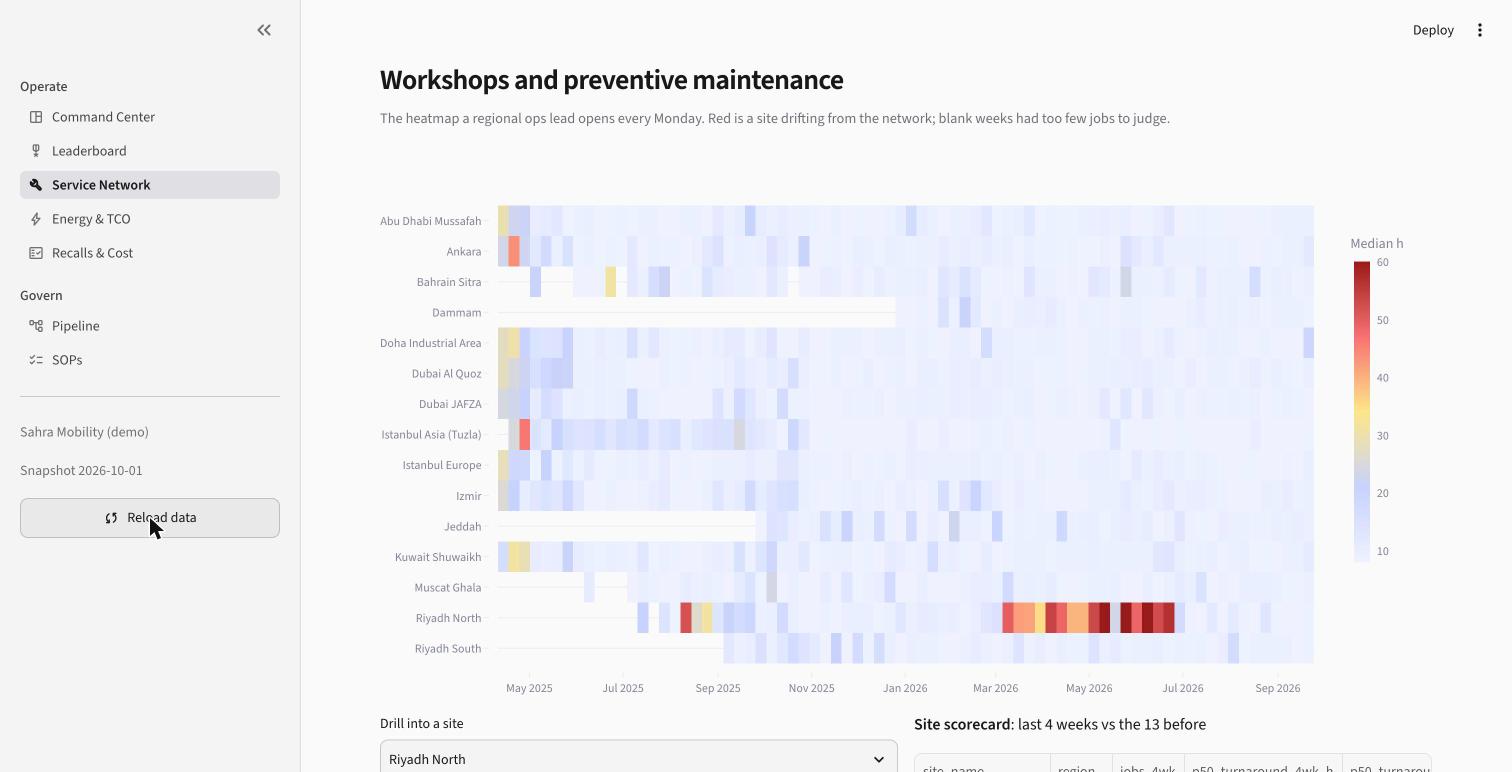 Deploy
Operate
Command Center
Leaderboard
Service Network
Energy & TCO
Recalls & Cost
Govern
Pipeline
SOPs
Sahra Mobility (demo)
Snapshot 2026-10-01
Reload data
Workshops and preventive maintenance
The heatmap a regional ops lead opens every Monday. Red is a site drifting from the network; blank weeks had too few jobs to judge.
Abu Dhabi Mussafah
Ankara
Bahrain Sitra
Dammam
Doha Industrial Area
Dubai Al Quoz
Dubai JAFZA
Istanbul Asia (Tuzla)
Istanbul Europe
Izmir
Jeddah
Kuwait Shuwaikh
Muscat Ghala
Riyadh North
Riyadh South
May 2025
Jul 2025
Sep 2025
Nov 2025
Jan 2026
Mar 2026
May 2026
Jul 2026
Sep 2026
Median h
60
50
40
30
20
10
Drill into a site
Riyadh North
Site scorecard: last 4 weeks vs the 13 before
site_name region jobs_4wk p50_turnaround_4wk_h